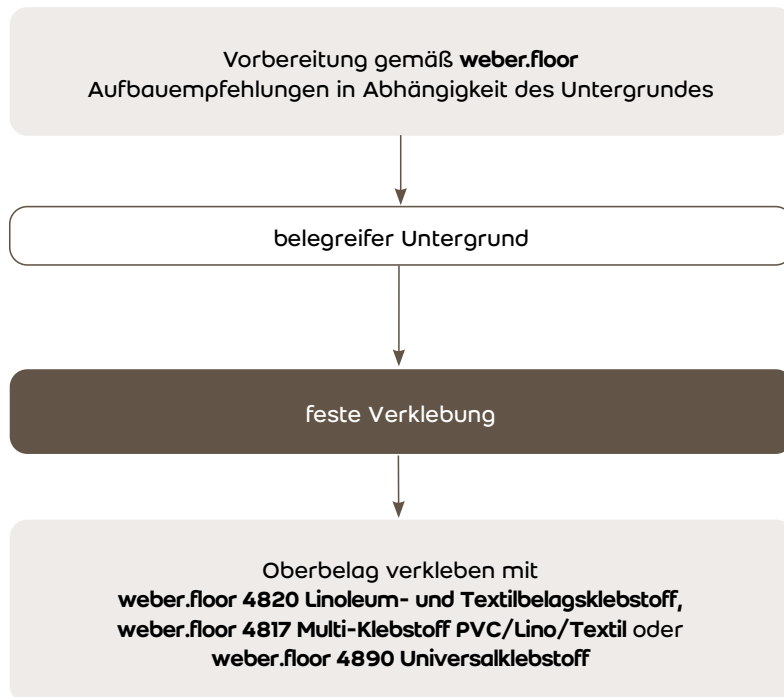 Vorbereitung gemäß weber.floor
Aufbauempfehlungen in Abhängigkeit des Untergrundes
belegreifer Untergrund
feste Verklebung
Oberbelag verkleben mit
weber.floor 4820 Linoleum- und Textilbelagsklebstoff,
weber.floor 4817 Multi-Klebstoff PVC/Lino/Textil oder
weber.floor 4890 Universalklebstoff